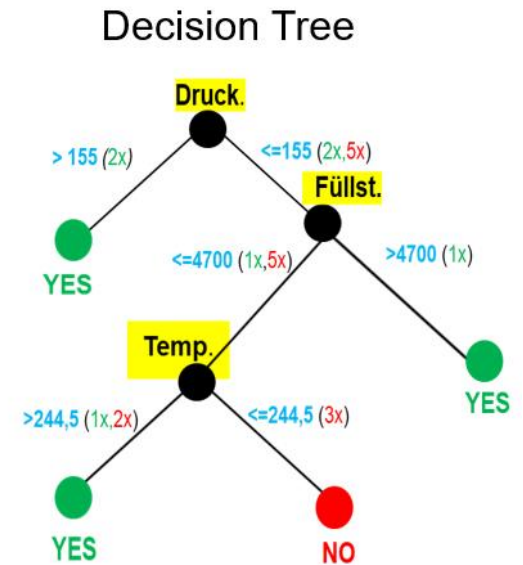 Decision Tree
Druck.
> 155 (2x)
<=155 (2x,5x)
Füllst.
<=4700 (1x,5x)
>4700 (1x)
YES
Temp.
YES
>244,5 (1x,2x)
<=244,5 (3x)
YES
NO